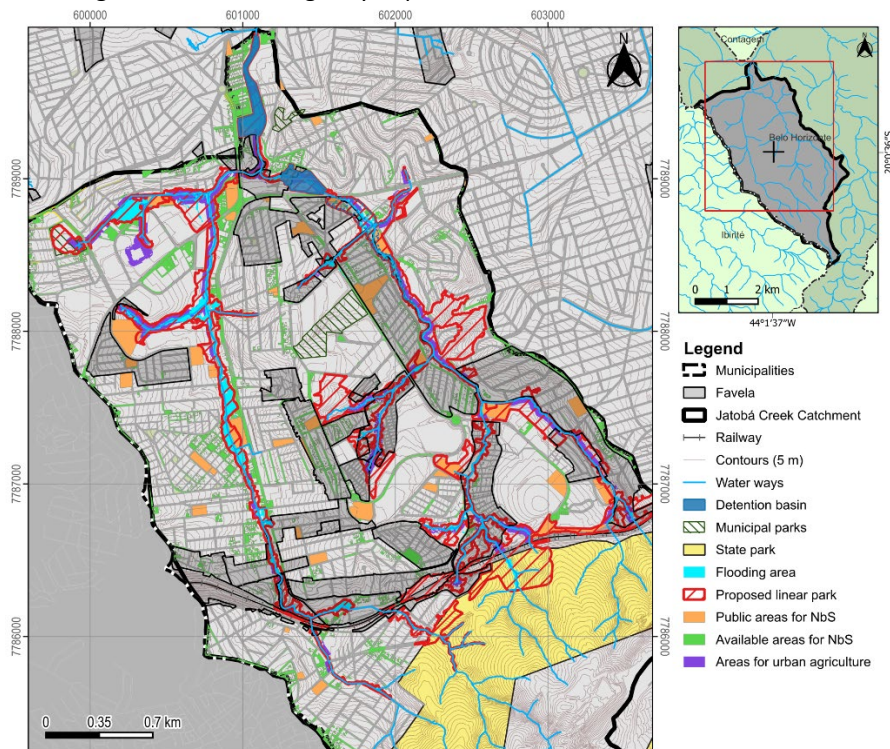 600000 601000 602000 603000
N
7789000 7789000
7788000 7788000
7787000 7787000
7786000 7786000
0 0.35 0.7 km
Contagem
N
Belo Horizonte
Ibirité
0 1 2 km
44°1'37"W
Legend
Municipalities
Favela
Jatobá Creek Catchment
Railway
Contours (5 m)
Water ways
Detention basin
Municipal parks
State park
Flooding area
Proposed linear park
Public areas for NbS
Available areas for NbS
Areas for urban agriculture